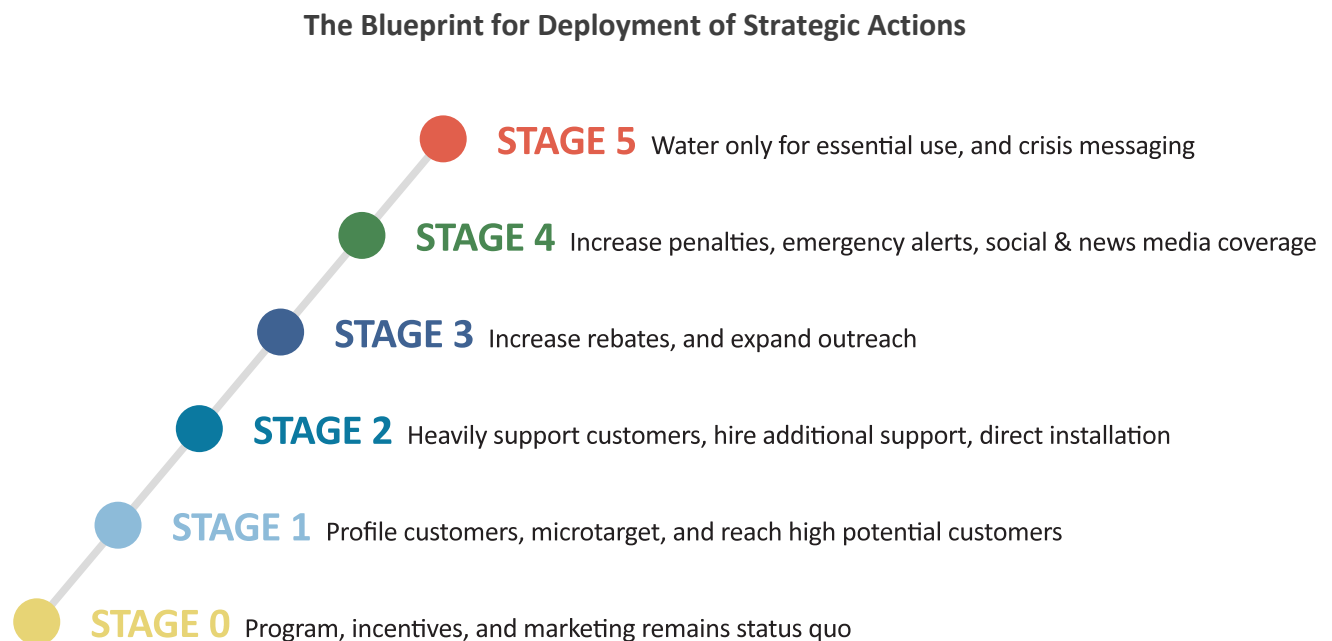 The Blueprint for Deployment of Strategic Actions
STAGE 5 Water only for essential use, and crisis messaging
STAGE 4 Increase penalties, emergency alerts, social & news media coverage
STAGE 3 Increase rebates, and expand outreach
STAGE 2 Heavily support customers, hire additional support, direct installation
STAGE 1 Profile customers, microtarget, and reach high potential customers
STAGE 0 Program, incentives, and marketing remains status quo